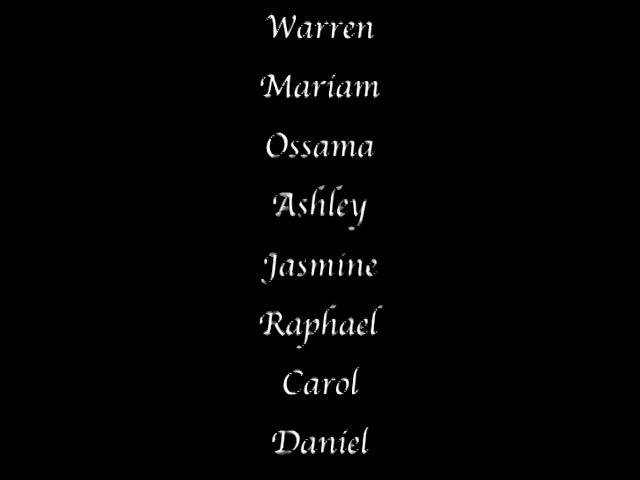 Warren
Mariam
Ossama
Ashley
Jasmine
Raphael
Carol
Daniel